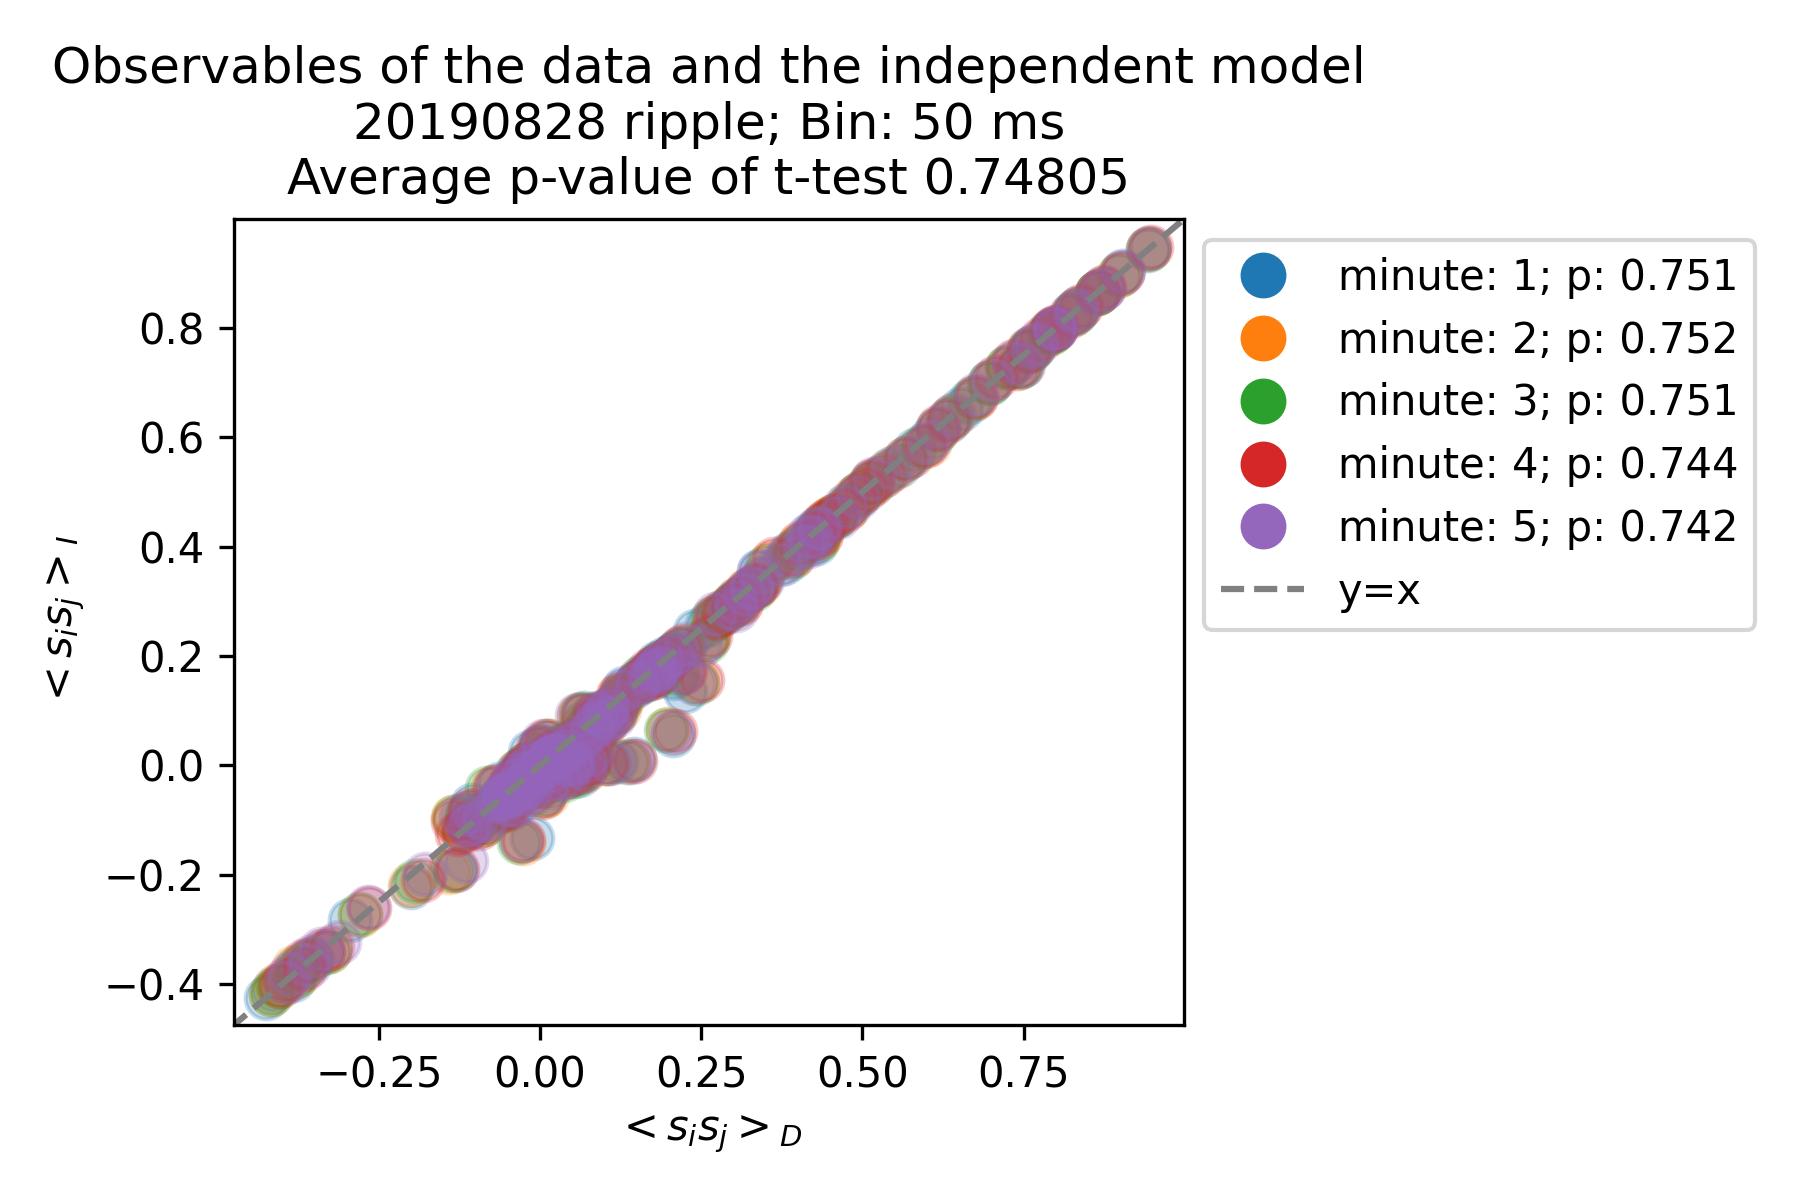 Observables of the data and the independent model
20190828 ripple; Bin: 50 ms
Average p-value of t-test 0.74805
minute: 1; p: 0.751
minute: 2; p: 0.752
minute: 3; p: 0.751
minute: 4; p: 0.744
minute: 5; p: 0.742
y=x
< s_i s_j > _I
0.8
0.6
0.4
0.2
0.0
−0.2
−0.4
−0.25 0.00 0.25 0.50 0.75
< s_i s_j > _D